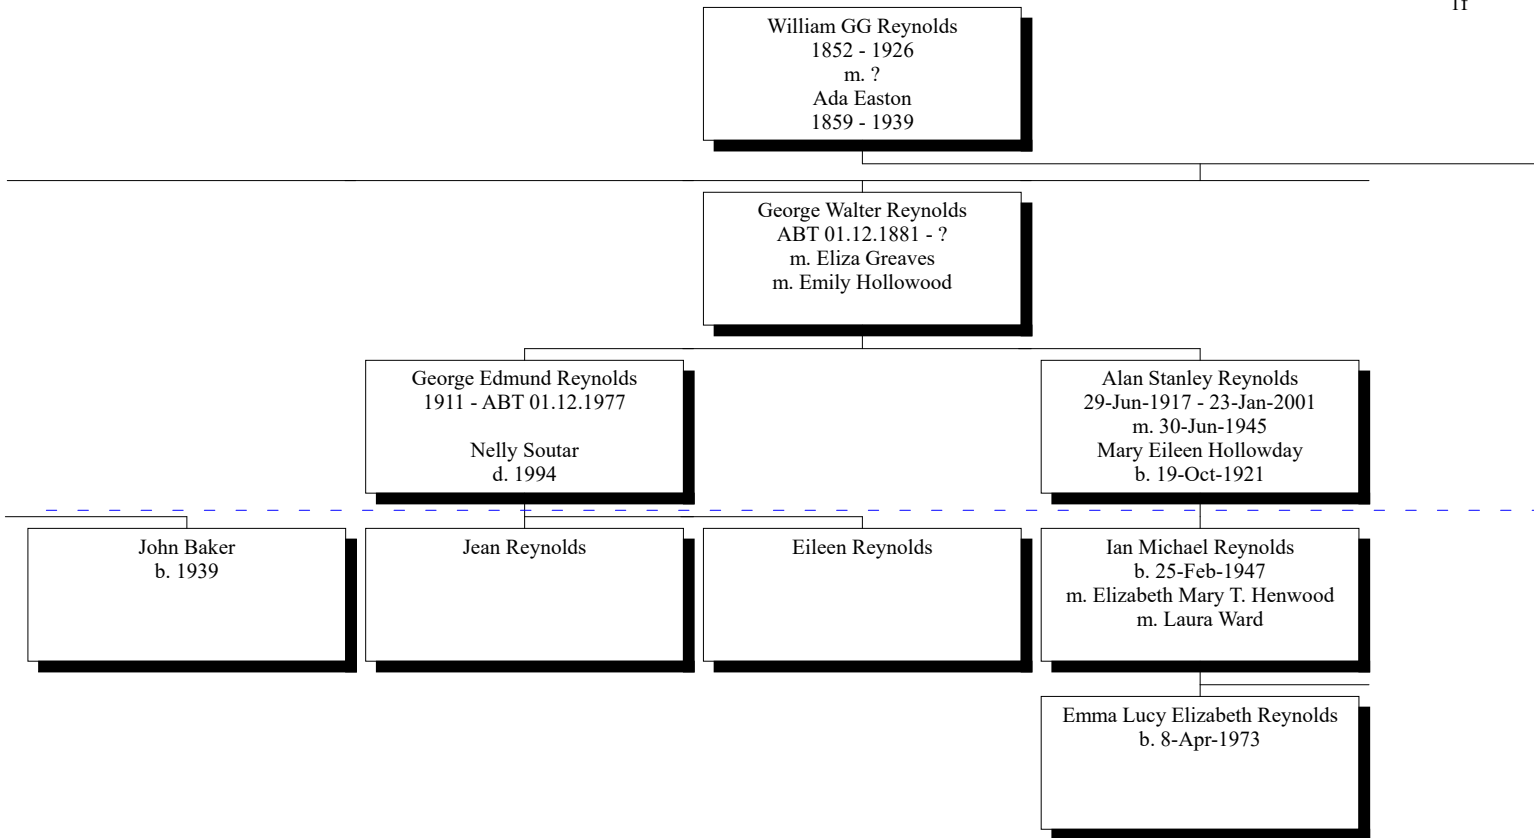 William GG Reynolds
1852 - 1926
m. ?
Ada Easton
1859 - 1939
George Walter Reynolds
ABT 01.12.1881 - ?
m. Eliza Greaves
m. Emily Hollowood
George Edmund Reynolds
1911 - ABT 01.12.1977
Nelly Soutar
d. 1994
Alan Stanley Reynolds
29-Jun-1917 - 23-Jan-2001
m. 30-Jun-1945
Mary Eileen Hollowday
b. 19-Oct-1921
John Baker
b. 1939
Jean Reynolds
Eileen Reynolds
Ian Michael Reynolds
b. 25-Feb-1947
m. Elizabeth Mary T. Henwood
m. Laura Ward
Emma Lucy Elizabeth Reynolds
b. 8-Apr-1973